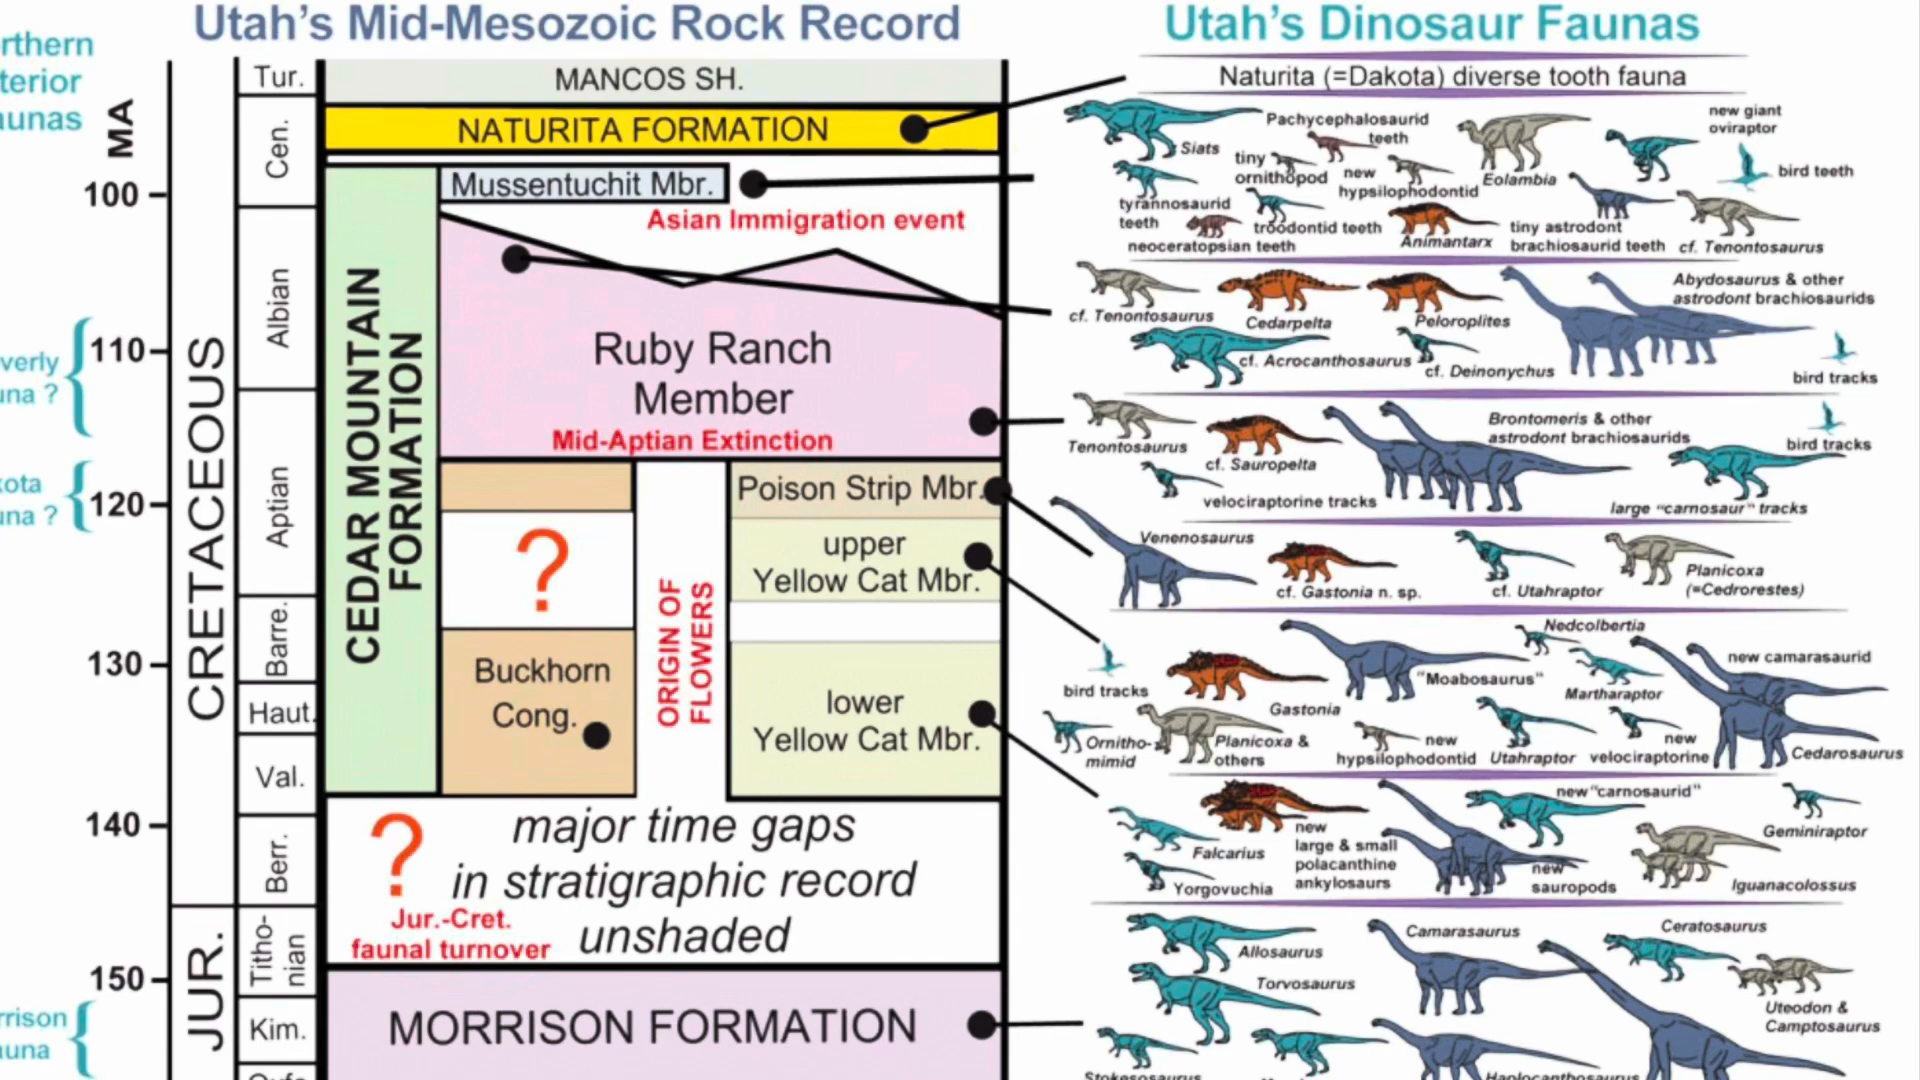 Utah's Mid-Mesozoic Rock Record
Utah's Dinosaur Faunas
rthern
terior
aunas
MA
100
110
120
130
140
150
verly
una ?
kota
una ?
rrison
auna
CRETACEOUS
JUR.
Tur.
Cen.
Albian
Aptian
Barre.
Haut.
Val.
Berr.
Titho-
nian
Kim.
MANCOS SH.
NATURITA FORMATION
CEDAR MOUNTAIN
FORMATION
Mussentuchit Mbr.
Asian Immigration event
Ruby Ranch
Member
Mid-Aptian Extinction
Poison Strip Mbr.
?
upper
Yellow Cat Mbr.
ORIGIN OF
FLOWERS
Buckhorn
Cong.
lower
Yellow Cat Mbr.
?
major time gaps
in stratigraphic record
unshaded
Jur.-Cret.
faunal turnover
MORRISON FORMATION
Naturita (=Dakota) diverse tooth fauna
Siats
Pachycephalosaurid
teeth
new giant
oviraptor
tiny
ornithopod
new
hypsilophodontid
Eolambia
bird teeth
tyrannosaurid
teeth
troodontid teeth
neoceratopsian teeth
Animantarx
tiny astrodont
brachiosaurid teeth
cf. Tenontosaurus
cf. Tenontosaurus
Cedarpelta
Peloroplites
Abydosaurus & other
astrodont brachiosaurids
cf. Acrocanthosaurus
cf. Deinonychus
bird tracks
Tenontosaurus
cf. Sauropelta
Brontomeris & other
astrodont brachiosaurids
bird tracks
velociraptorine tracks
large "carnosaur" tracks
Venenosaurus
cf. Gastonia n. sp.
cf. Utahraptor
Planicoxa
(=Cedrorestes)
bird tracks
Gastonia
"Moabosaurus"
Nedcolbertia
Martharaptor
new camarasaurid
Ornitho-
mimid
Planicoxa &
others
new
hypsilophodontid
Utahraptor
new
velociraptorine
Cedarosaurus
Falcarius
Yorgovuchia
new
large & small
polacanthine
ankylosaurs
new "carnosaurid"
new
sauropods
Geminiraptor
Iguanacolossus
Allosaurus
Torvosaurus
Camarasaurus
Ceratosaurus
Uteodon &
Camptosaurus
Stokesosaurus
Haplocanthosaurus